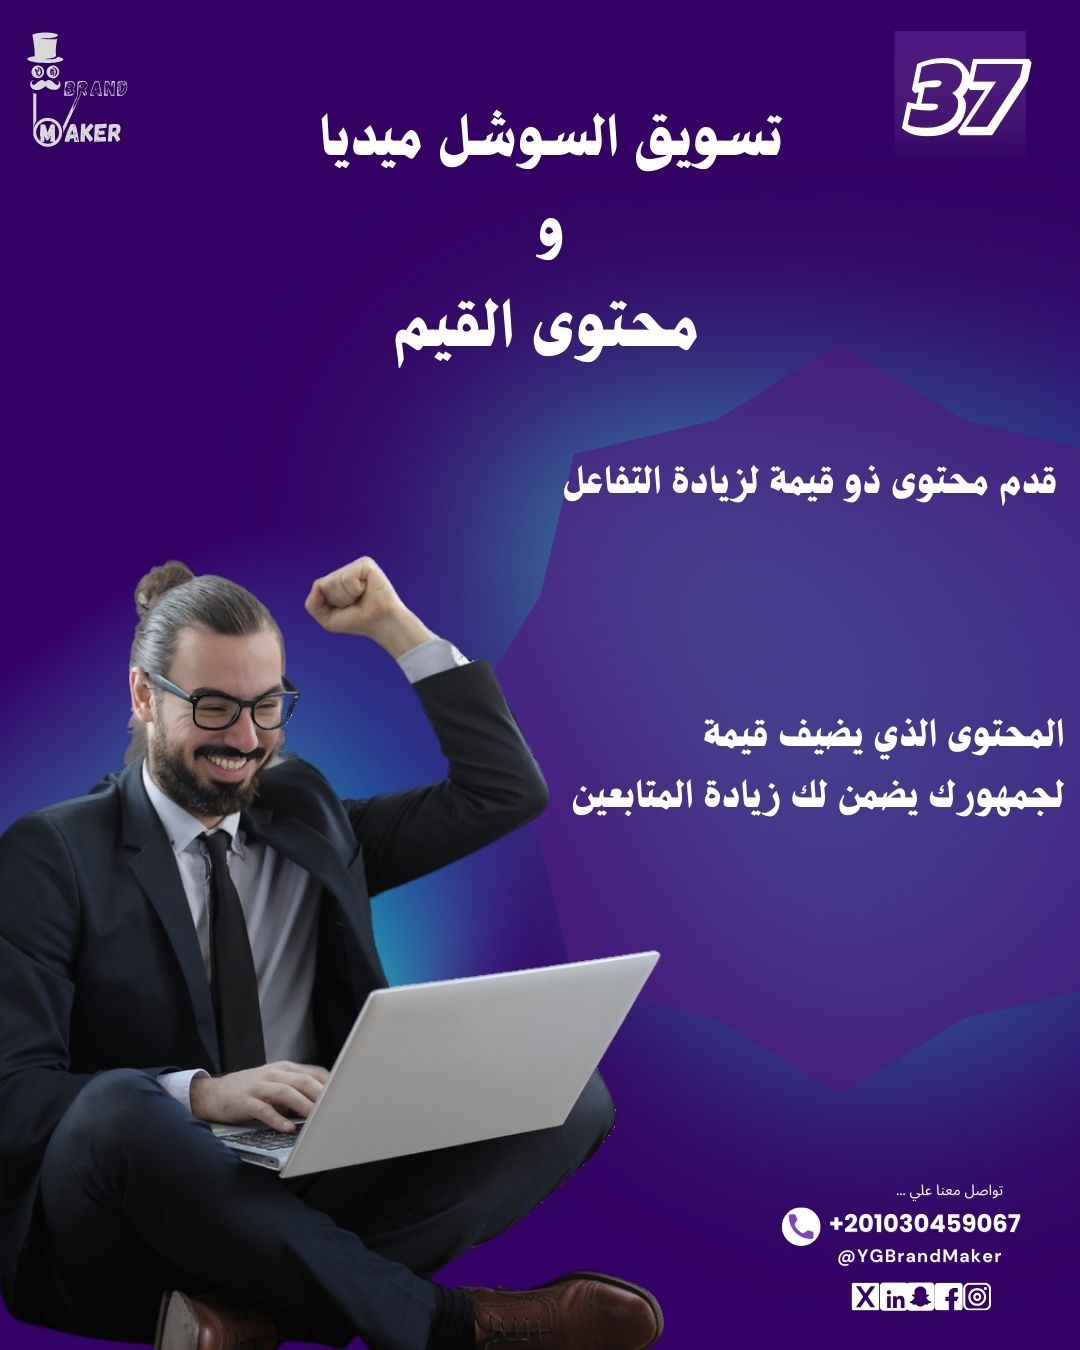 BRAND
MAKER
37
تسويق السوشل ميديا
و
محتوى القيم
قدم محتوى ذو قيمة لزيادة التفاعل
المحتوى الذي يضيف قيمة
لجمهورك يضمن لك زيادة المتابعين
تواصل معنا علي ...
+201030459067
@YGBrandMaker